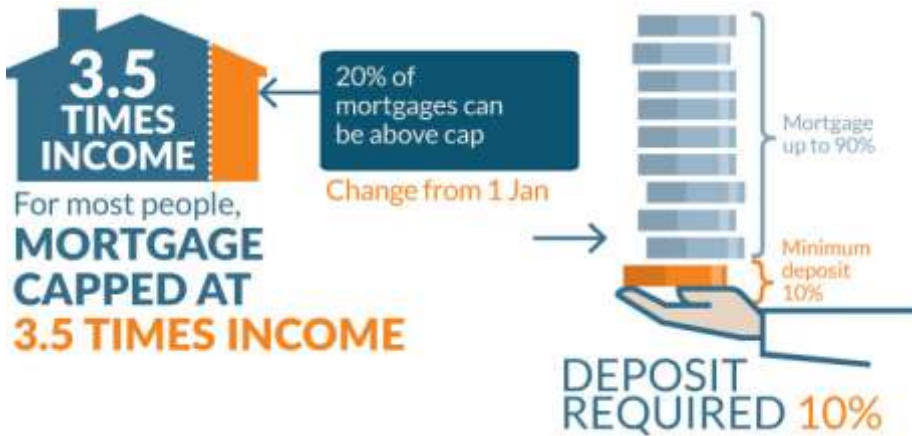 3.5
TIMES
INCOME
For most people,
MORTGAGE
CAPPED AT
3.5 TIMES INCOME
20% of
mortgages can
be above cap
Change from 1 Jan
Mortgage
up to 90%
Minimum
deposit
10%
DEPOSIT
REQUIRED 10%